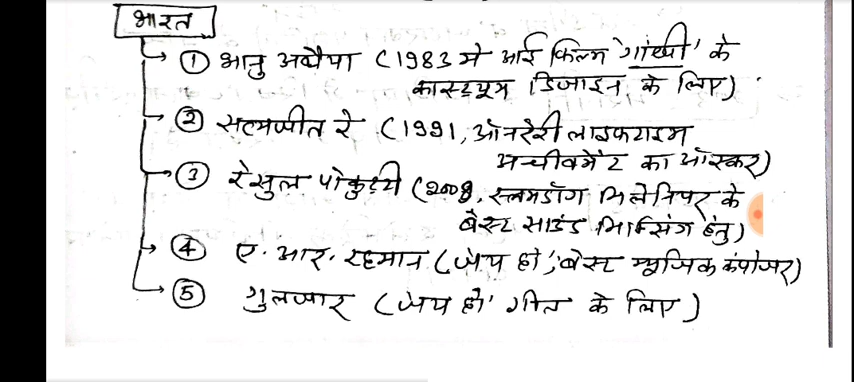 भारत
① भानु अथैया (1983 मे आई फिल्म 'गांधी' के
कास्ट्यूम डिजाइन के लिए)
② सत्यजीत रे (1991, ऑनरेरी लाइफटाइम
अचीवमेंट का ऑस्कर)
③ रेसुल पोकुट्टी (2009, स्लमडॉग मिलेनियर के
बेस्ट साउंड मिक्सिंग हेतु)
④ ए. आर. रहमान ('जय हो', बेस्ट म्यूजिक कंपोजर)
⑤ गुलजार ('जय हो' गीत के लिए)